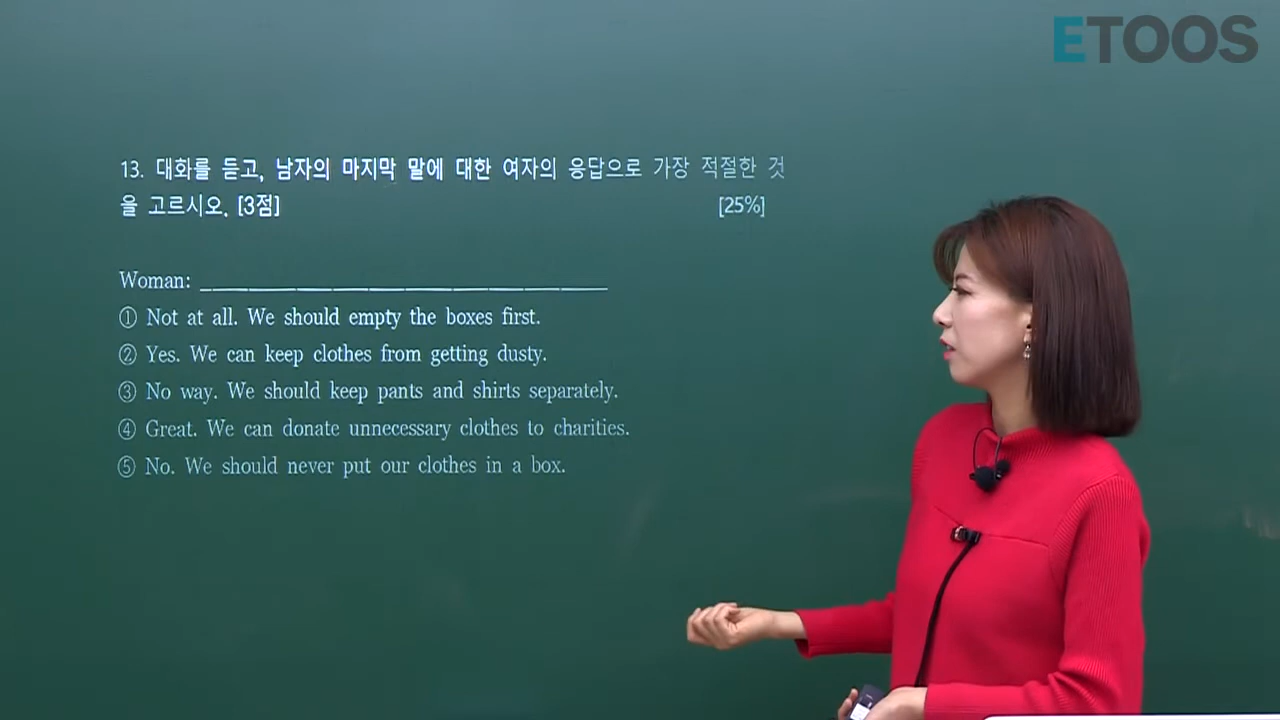 ETOOS
13. 대화를 듣고, 남자의 마지막 말에 대한 여자의 응답으로 가장 적절한 것
을 고르시오. [3점] [25%]
Woman: ______________________________
① Not at all. We should empty the boxes first.
② Yes. We can keep clothes from getting dusty.
③ No way. We should keep pants and shirts separately.
④ Great. We can donate unnecessary clothes to charities.
⑤ No. We should never put our clothes in a box.